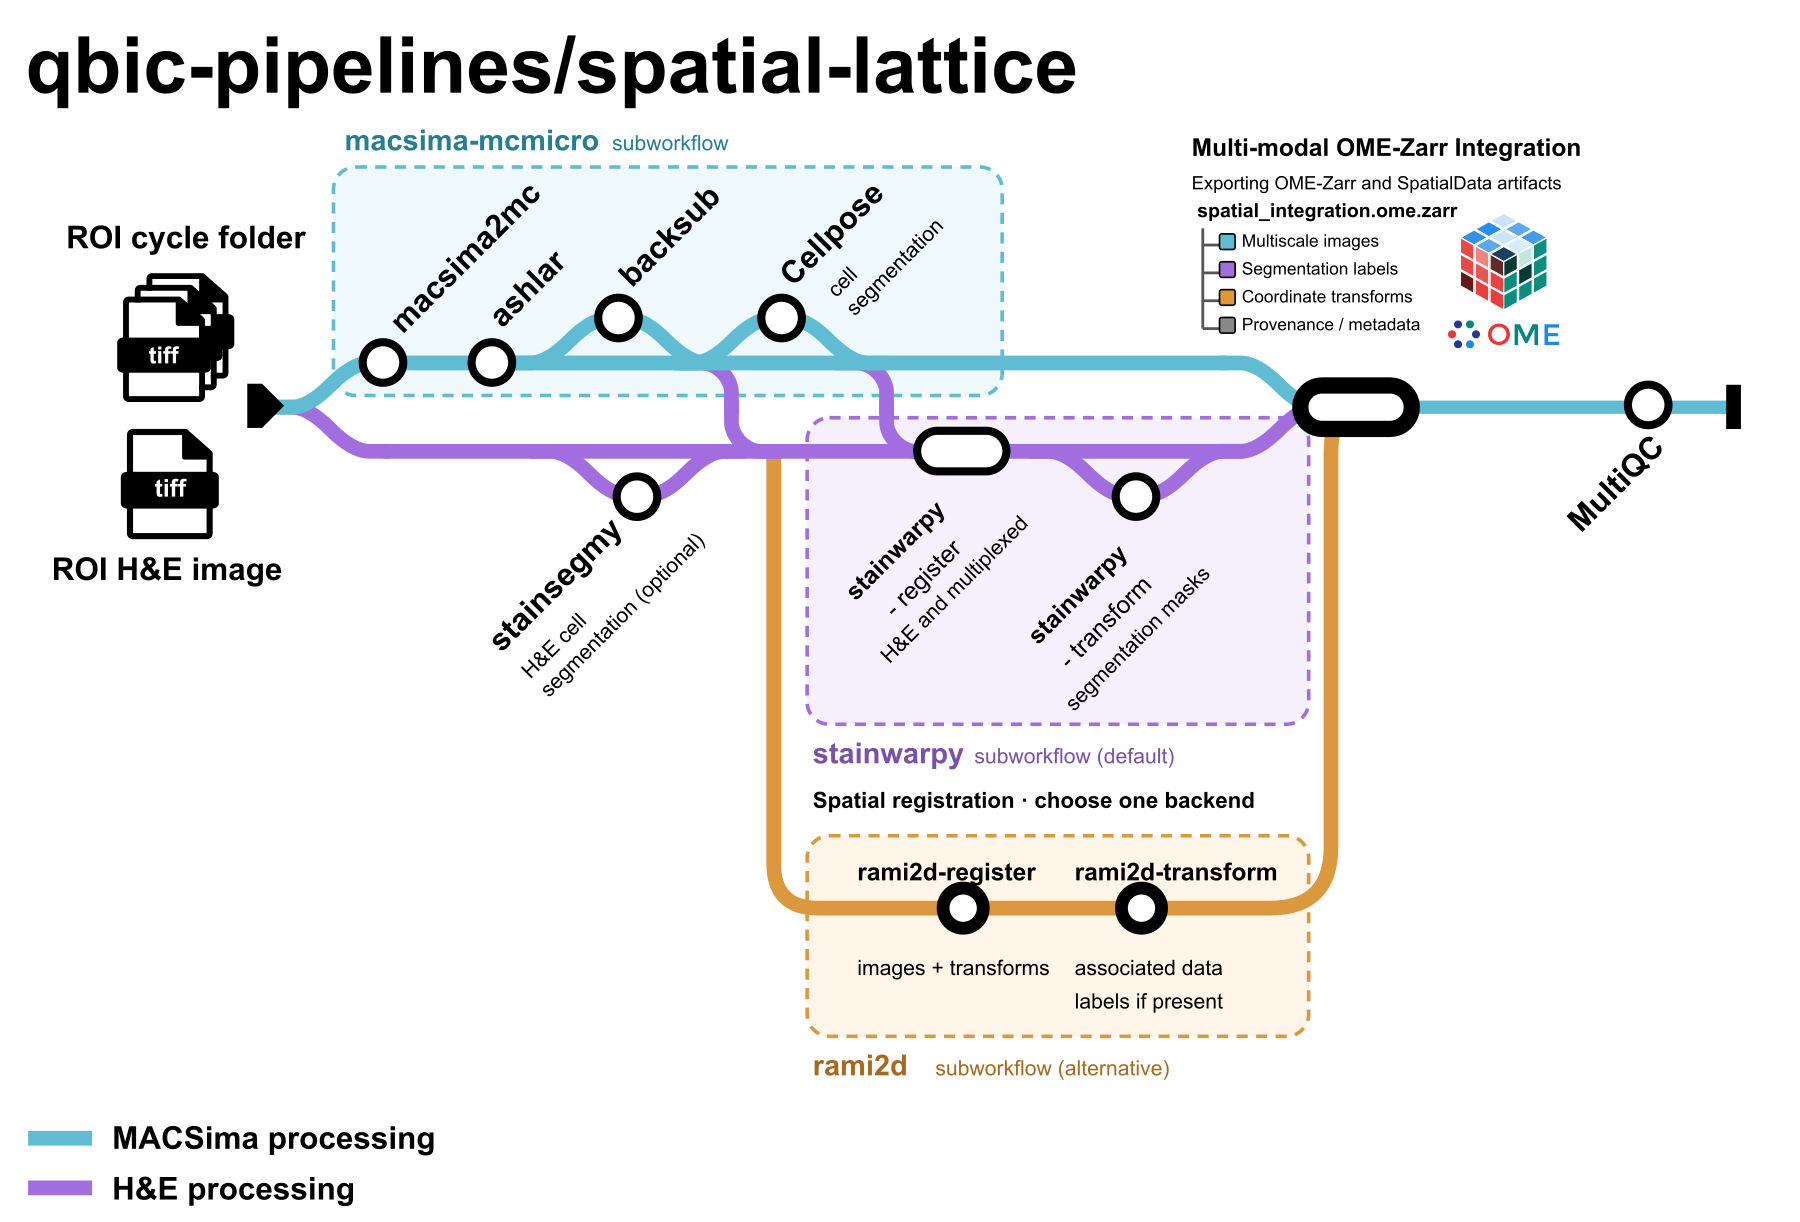 qbic-pipelines/spatial-lattice
macsima-mcmicro subworkflow
ROI cycle folder
tiff
tiff
ROI H&E image
macsima2mc
ashlar
backsub
Cellpose
cell
segmentation
Multi-modal OME-Zarr Integration
Exporting OME-Zarr and SpatialData artifacts
spatial_integration.ome.zarr
Multiscale images
Segmentation labels
Coordinate transforms
Provenance / metadata
OME
MultiQC
stainsegmy
H&E cell
segmentation (optional)
stainwarpy
- register
H&E and multiplexed
stainwarpy
- transform
segmentation masks
stainwarpy subworkflow (default)
Spatial registration · choose one backend
rami2d-register
rami2d-transform
images + transforms
associated data
labels if present
rami2d subworkflow (alternative)
MACSima processing
H&E processing